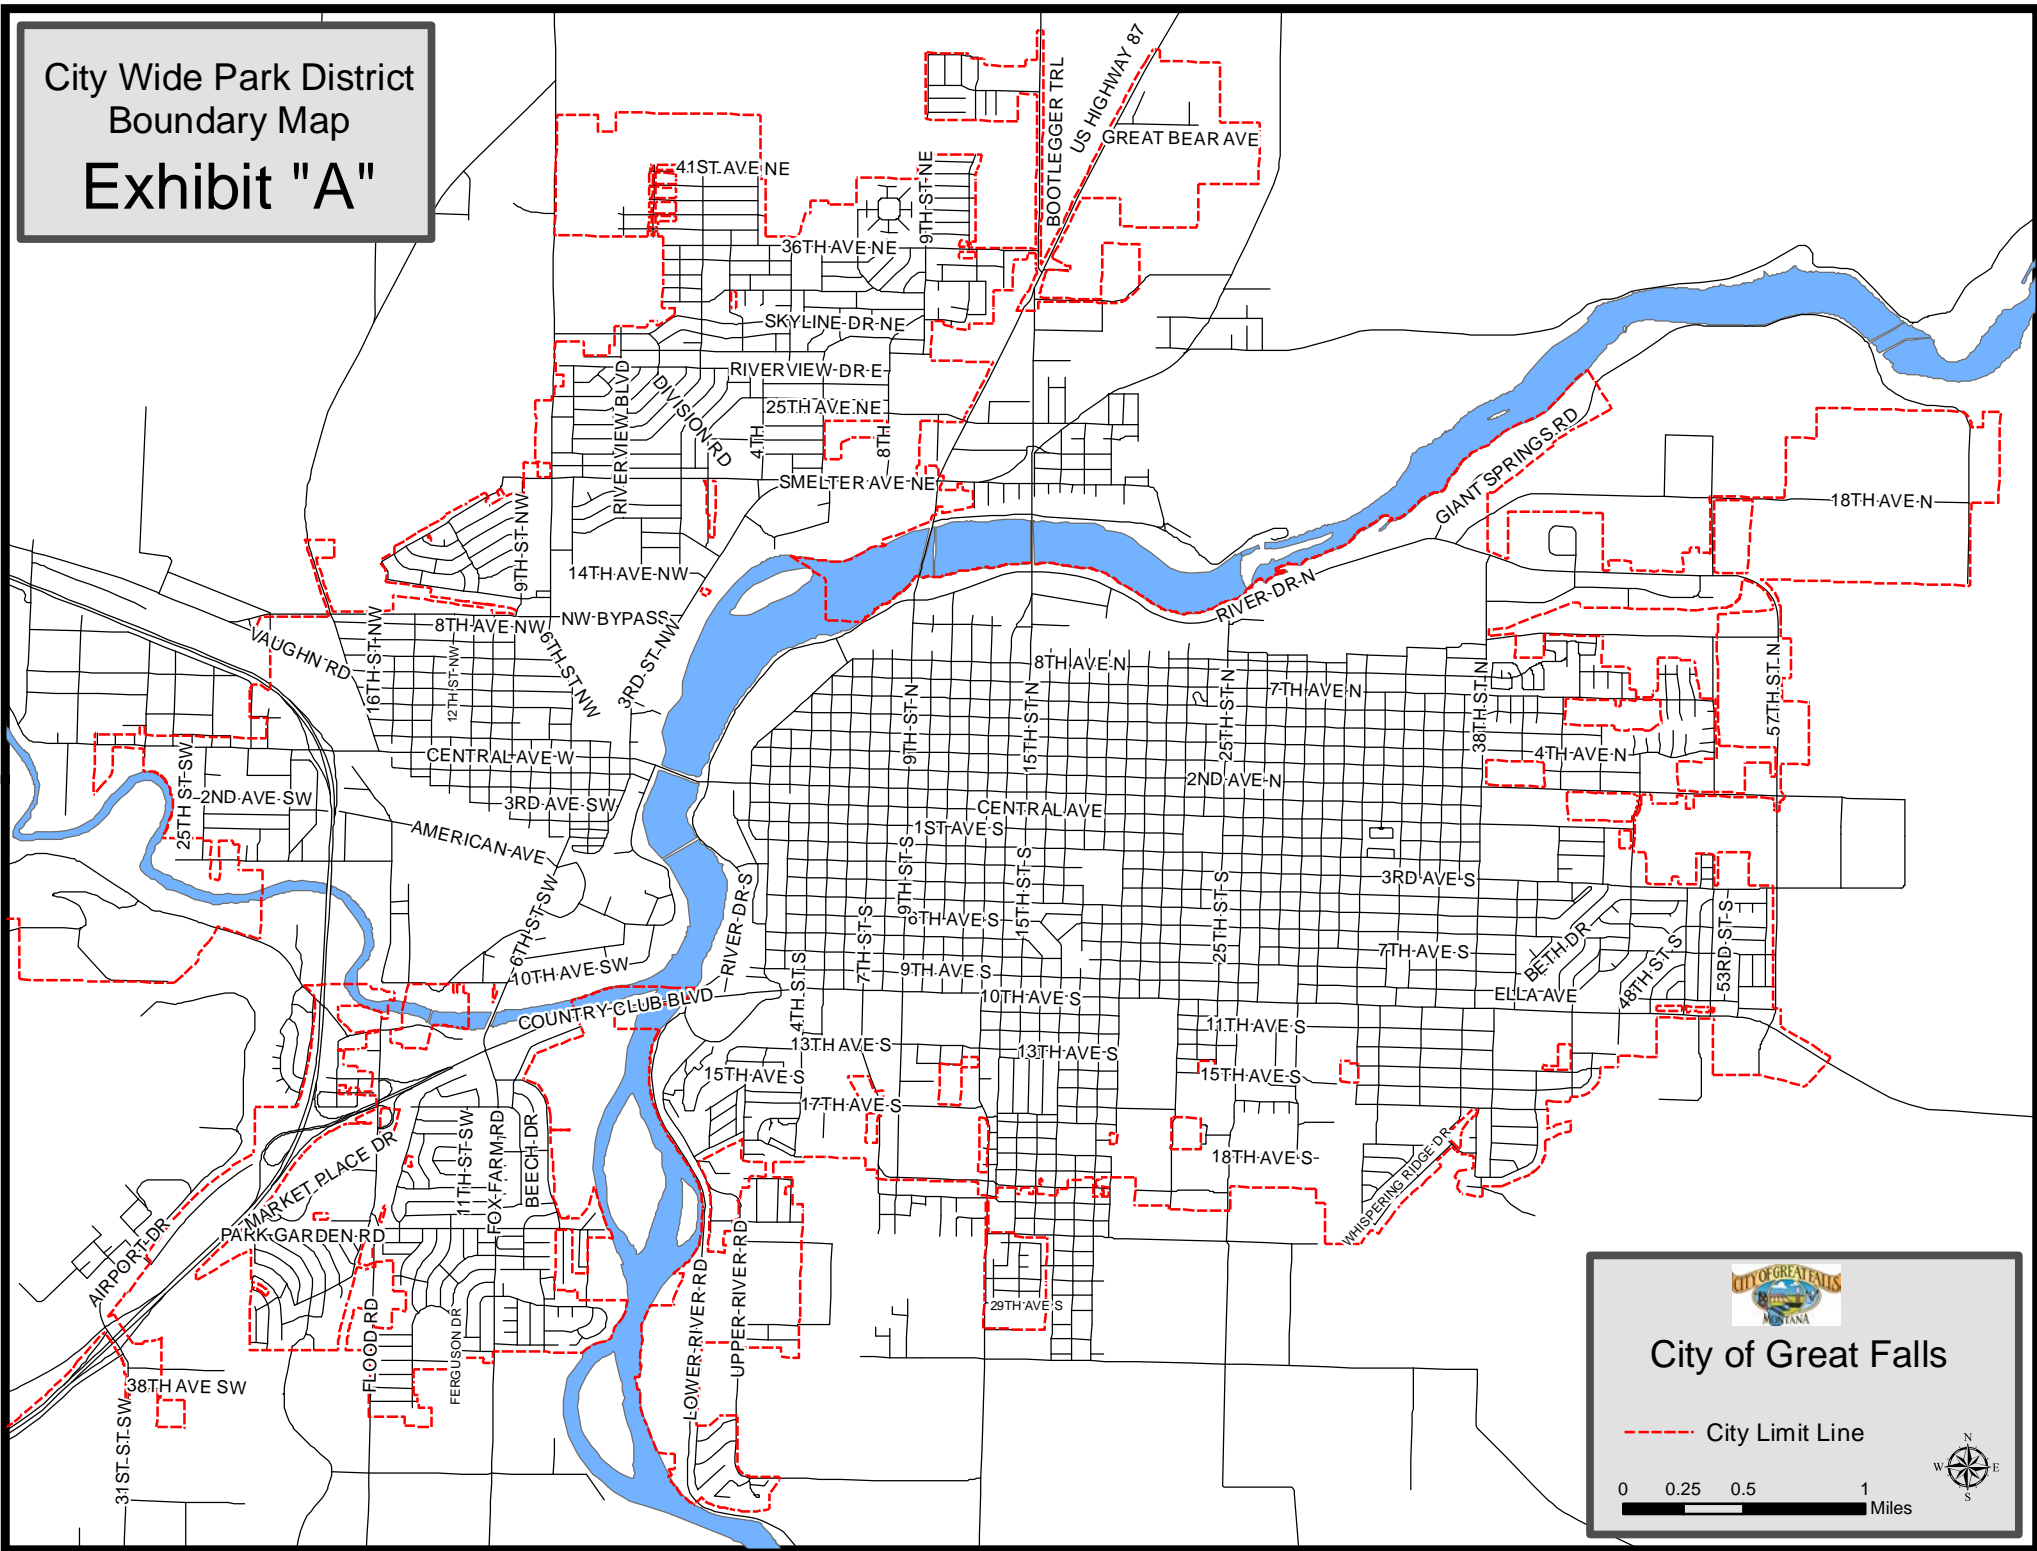 City Wide Park District
Boundary Map
Exhibit "A"
US HIGHWAY 87
BOOTLEGGER TRL
GREAT BEAR AVE
41ST AVE NE
9TH ST NE
36TH AVE NE
SKYLINE DR NE
RIVERVIEW DR E
RIVERVIEW BLVD
DIVISION RD
25TH AVE NE
4TH
8TH
SMELTER AVE NE
GIANT SPRINGS RD
18TH AVE N
9TH ST NW
14TH AVE NW
RIVER DR N
NW BYPASS
8TH AVE NW
VAUGHN RD
16TH ST NW
12TH ST NW
6TH ST NW
3RD ST NW
8TH AVE N
7TH AVE N
9TH ST N
15TH ST N
25TH ST N
38TH ST N
57TH ST N
4TH AVE N
CENTRAL AVE W
25TH ST SW
2ND AVE SW
3RD AVE SW
2ND AVE N
CENTRAL AVE
1ST AVE S
AMERICAN AVE
9TH ST S
15TH ST S
25TH ST S
3RD AVE S
6TH ST SW
RIVER DR S
7TH ST S
6TH AVE S
53RD ST S
BETH DR
48TH ST S
7TH AVE S
10TH AVE SW
4TH ST S
9TH AVE S
10TH AVE S
ELLA AVE
COUNTRY CLUB BLVD
11TH AVE S
13TH AVE S
13TH AVE S
15TH AVE S
15TH AVE S
17TH AVE S
18TH AVE S
WHISPERING RIDGE DR
MARKET PLACE DR
11TH ST SW
FOX FARM RD
BEECH DR
PARK GARDEN RD
AIRPORT DR
UPPER RIVER RD
LOWER RIVER RD
29TH AVE S
FLOOD RD
FERGUSON DR
38TH AVE SW
31ST ST SW
CITY OF GREAT FALLS
MONTANA
City of Great Falls
City Limit Line
N
W
E
S
0 0.25 0.5 1
Miles